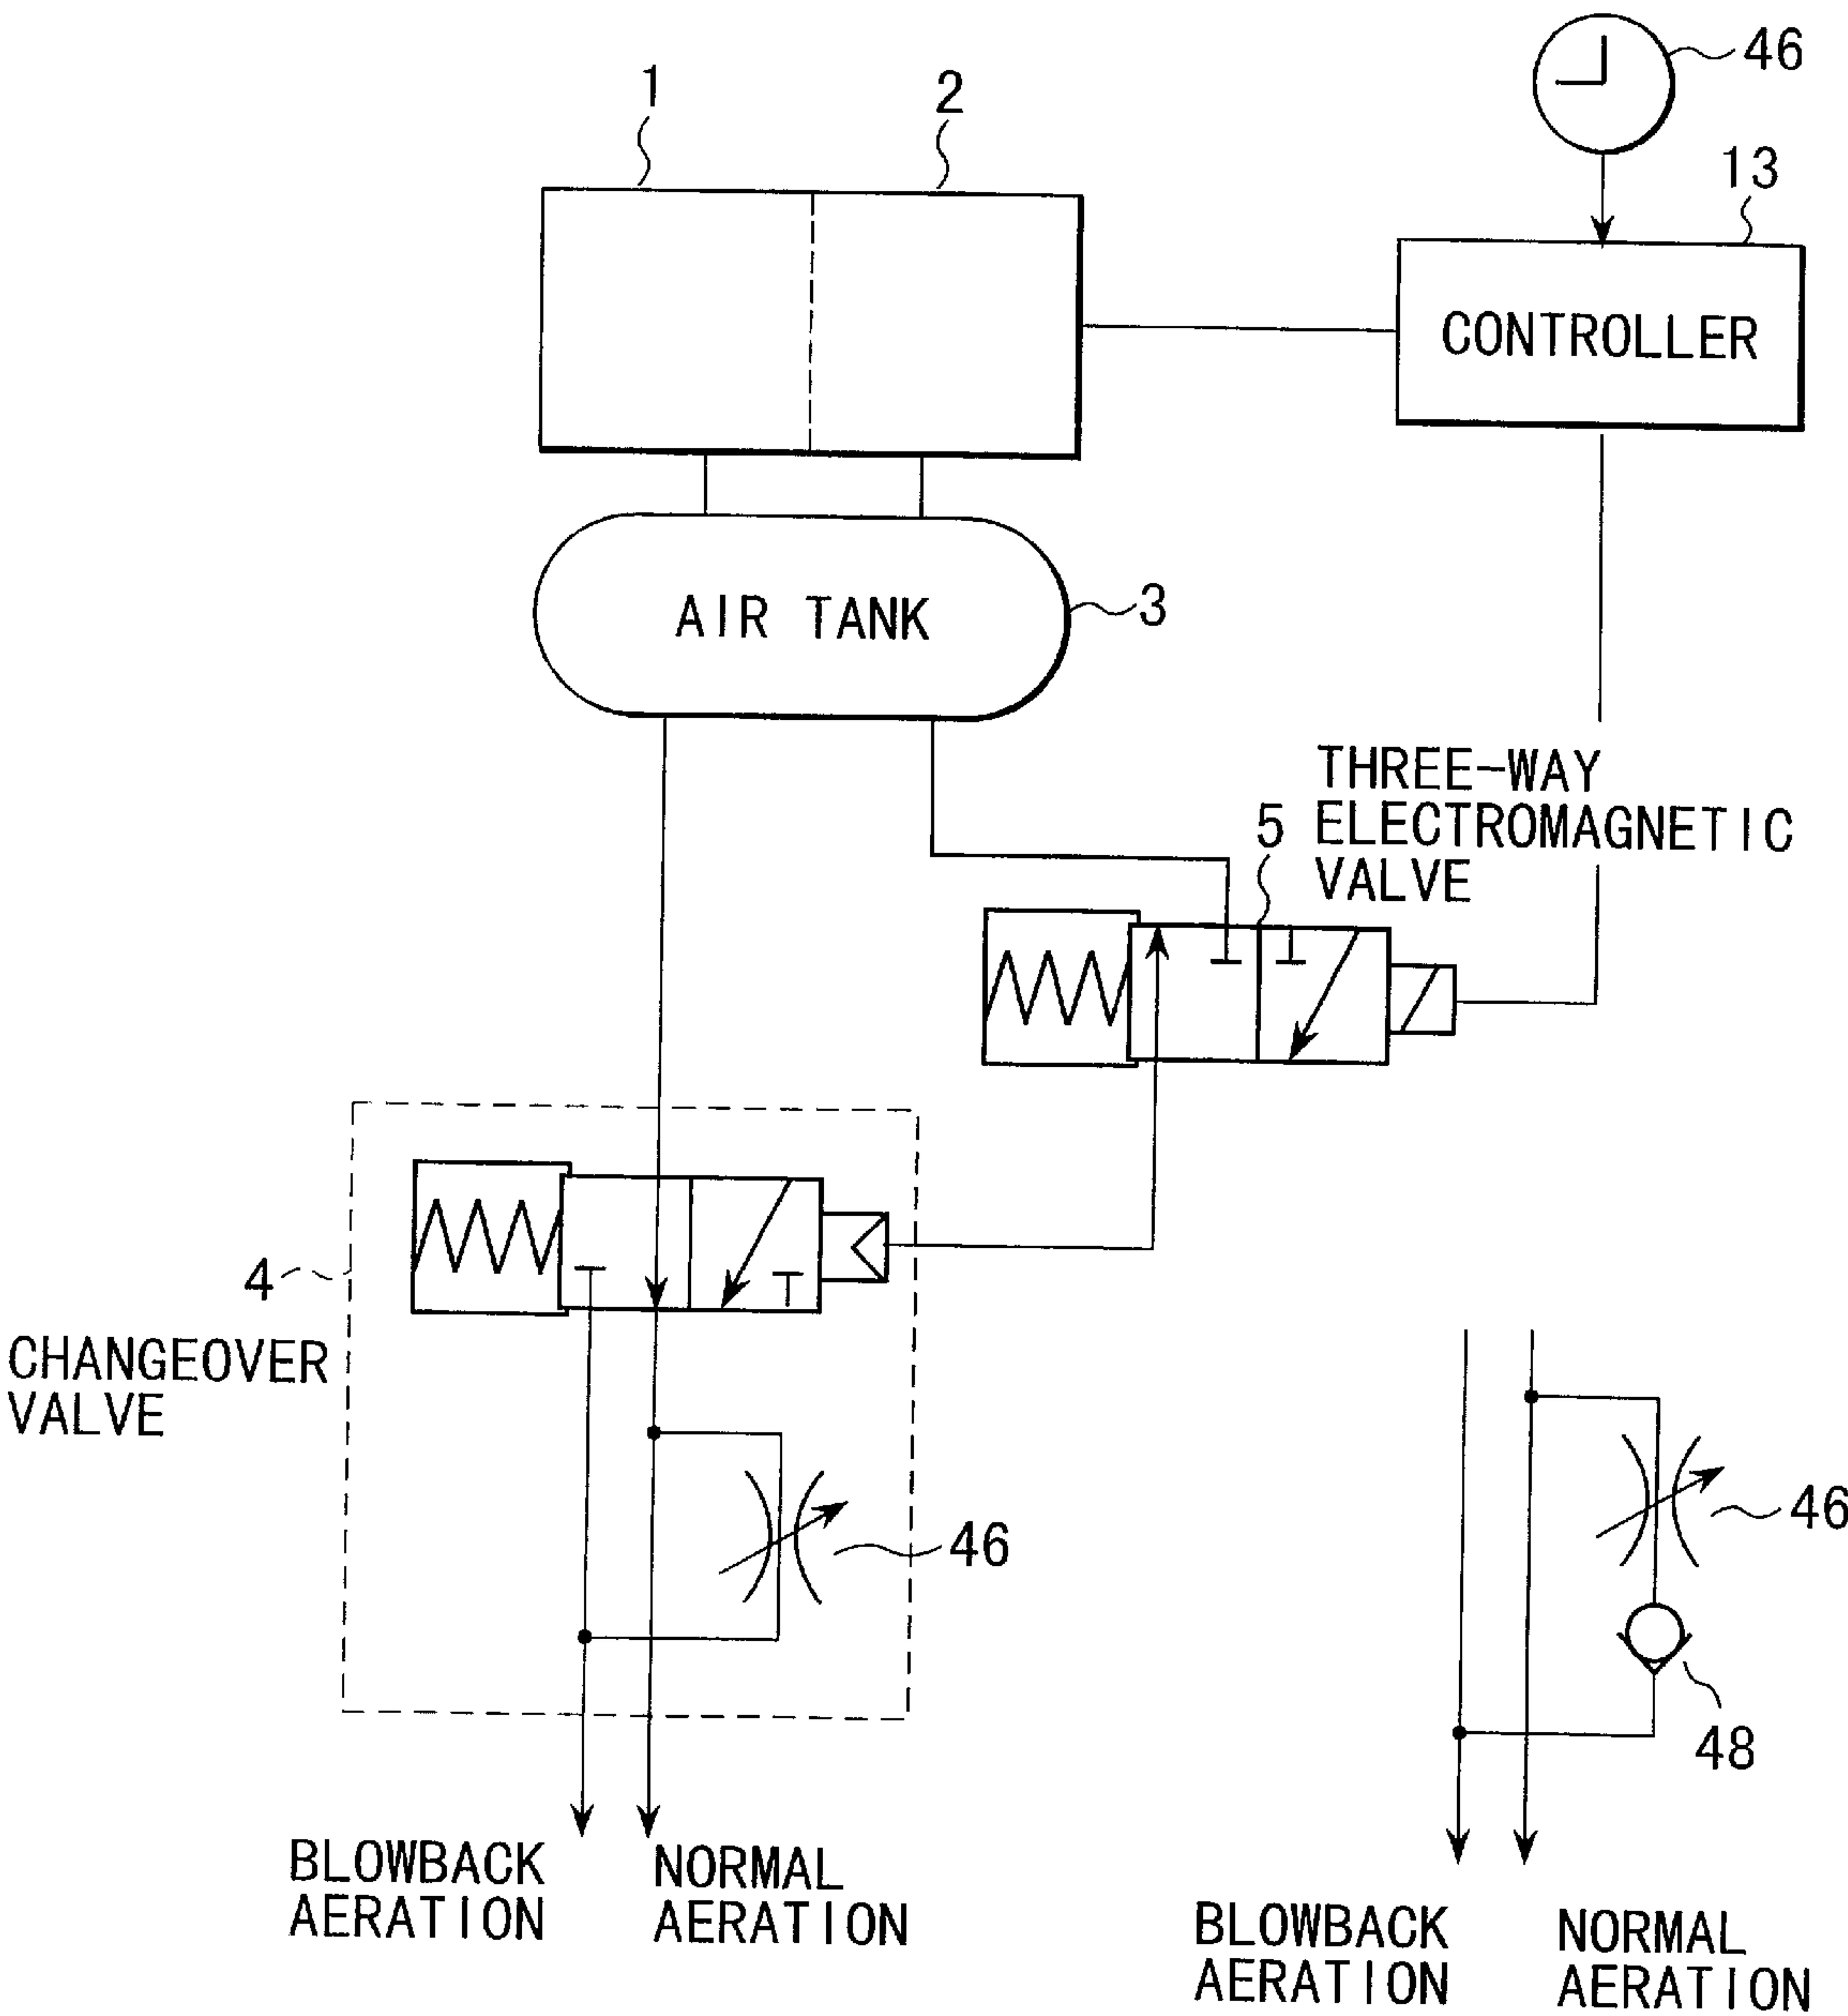 46
1
2
13
CONTROLLER
AIR TANK
3
THREE-WAY
ELECTROMAGNETIC
VALVE
5
4
CHANGEOVER
VALVE
46
46
48
BLOWBACK
AERATION
NORMAL
AERATION
BLOWBACK
AERATION
NORMAL
AERATION